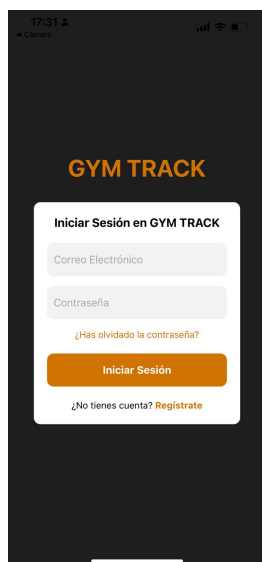 17:31
◀ Cámara
GYM TRACK
Iniciar Sesión en GYM TRACK
Correo Electrónico
Contraseña
¿Has olvidado la contraseña?
Iniciar Sesión
¿No tienes cuenta? Regístrate